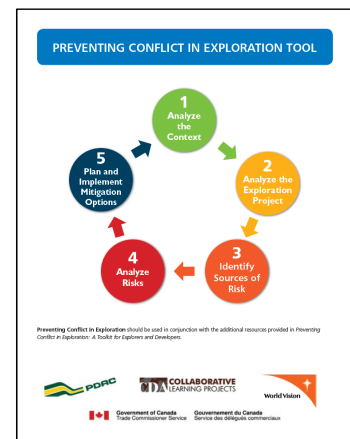 PREVENTING CONFLICT IN EXPLORATION TOOL
1
Analyze
the
Context
2
Analyze the
Exploration
Project
3
Identify
Sources of
Risk
4
Analyze
Risks
5
Plan and
Implement
Mitigation
Options
Preventing Conflict in Exploration should be used in conjunction with the additional resources provided in Preventing
Conflict in Exploration: A Toolkit for Explorers and Developers.
PDAC
CDA COLLABORATIVE
LEARNING PROJECTS
World Vision
Government of Canada
Trade Commissioner Service
Gouvernement du Canada
Service des délégués commerciaux